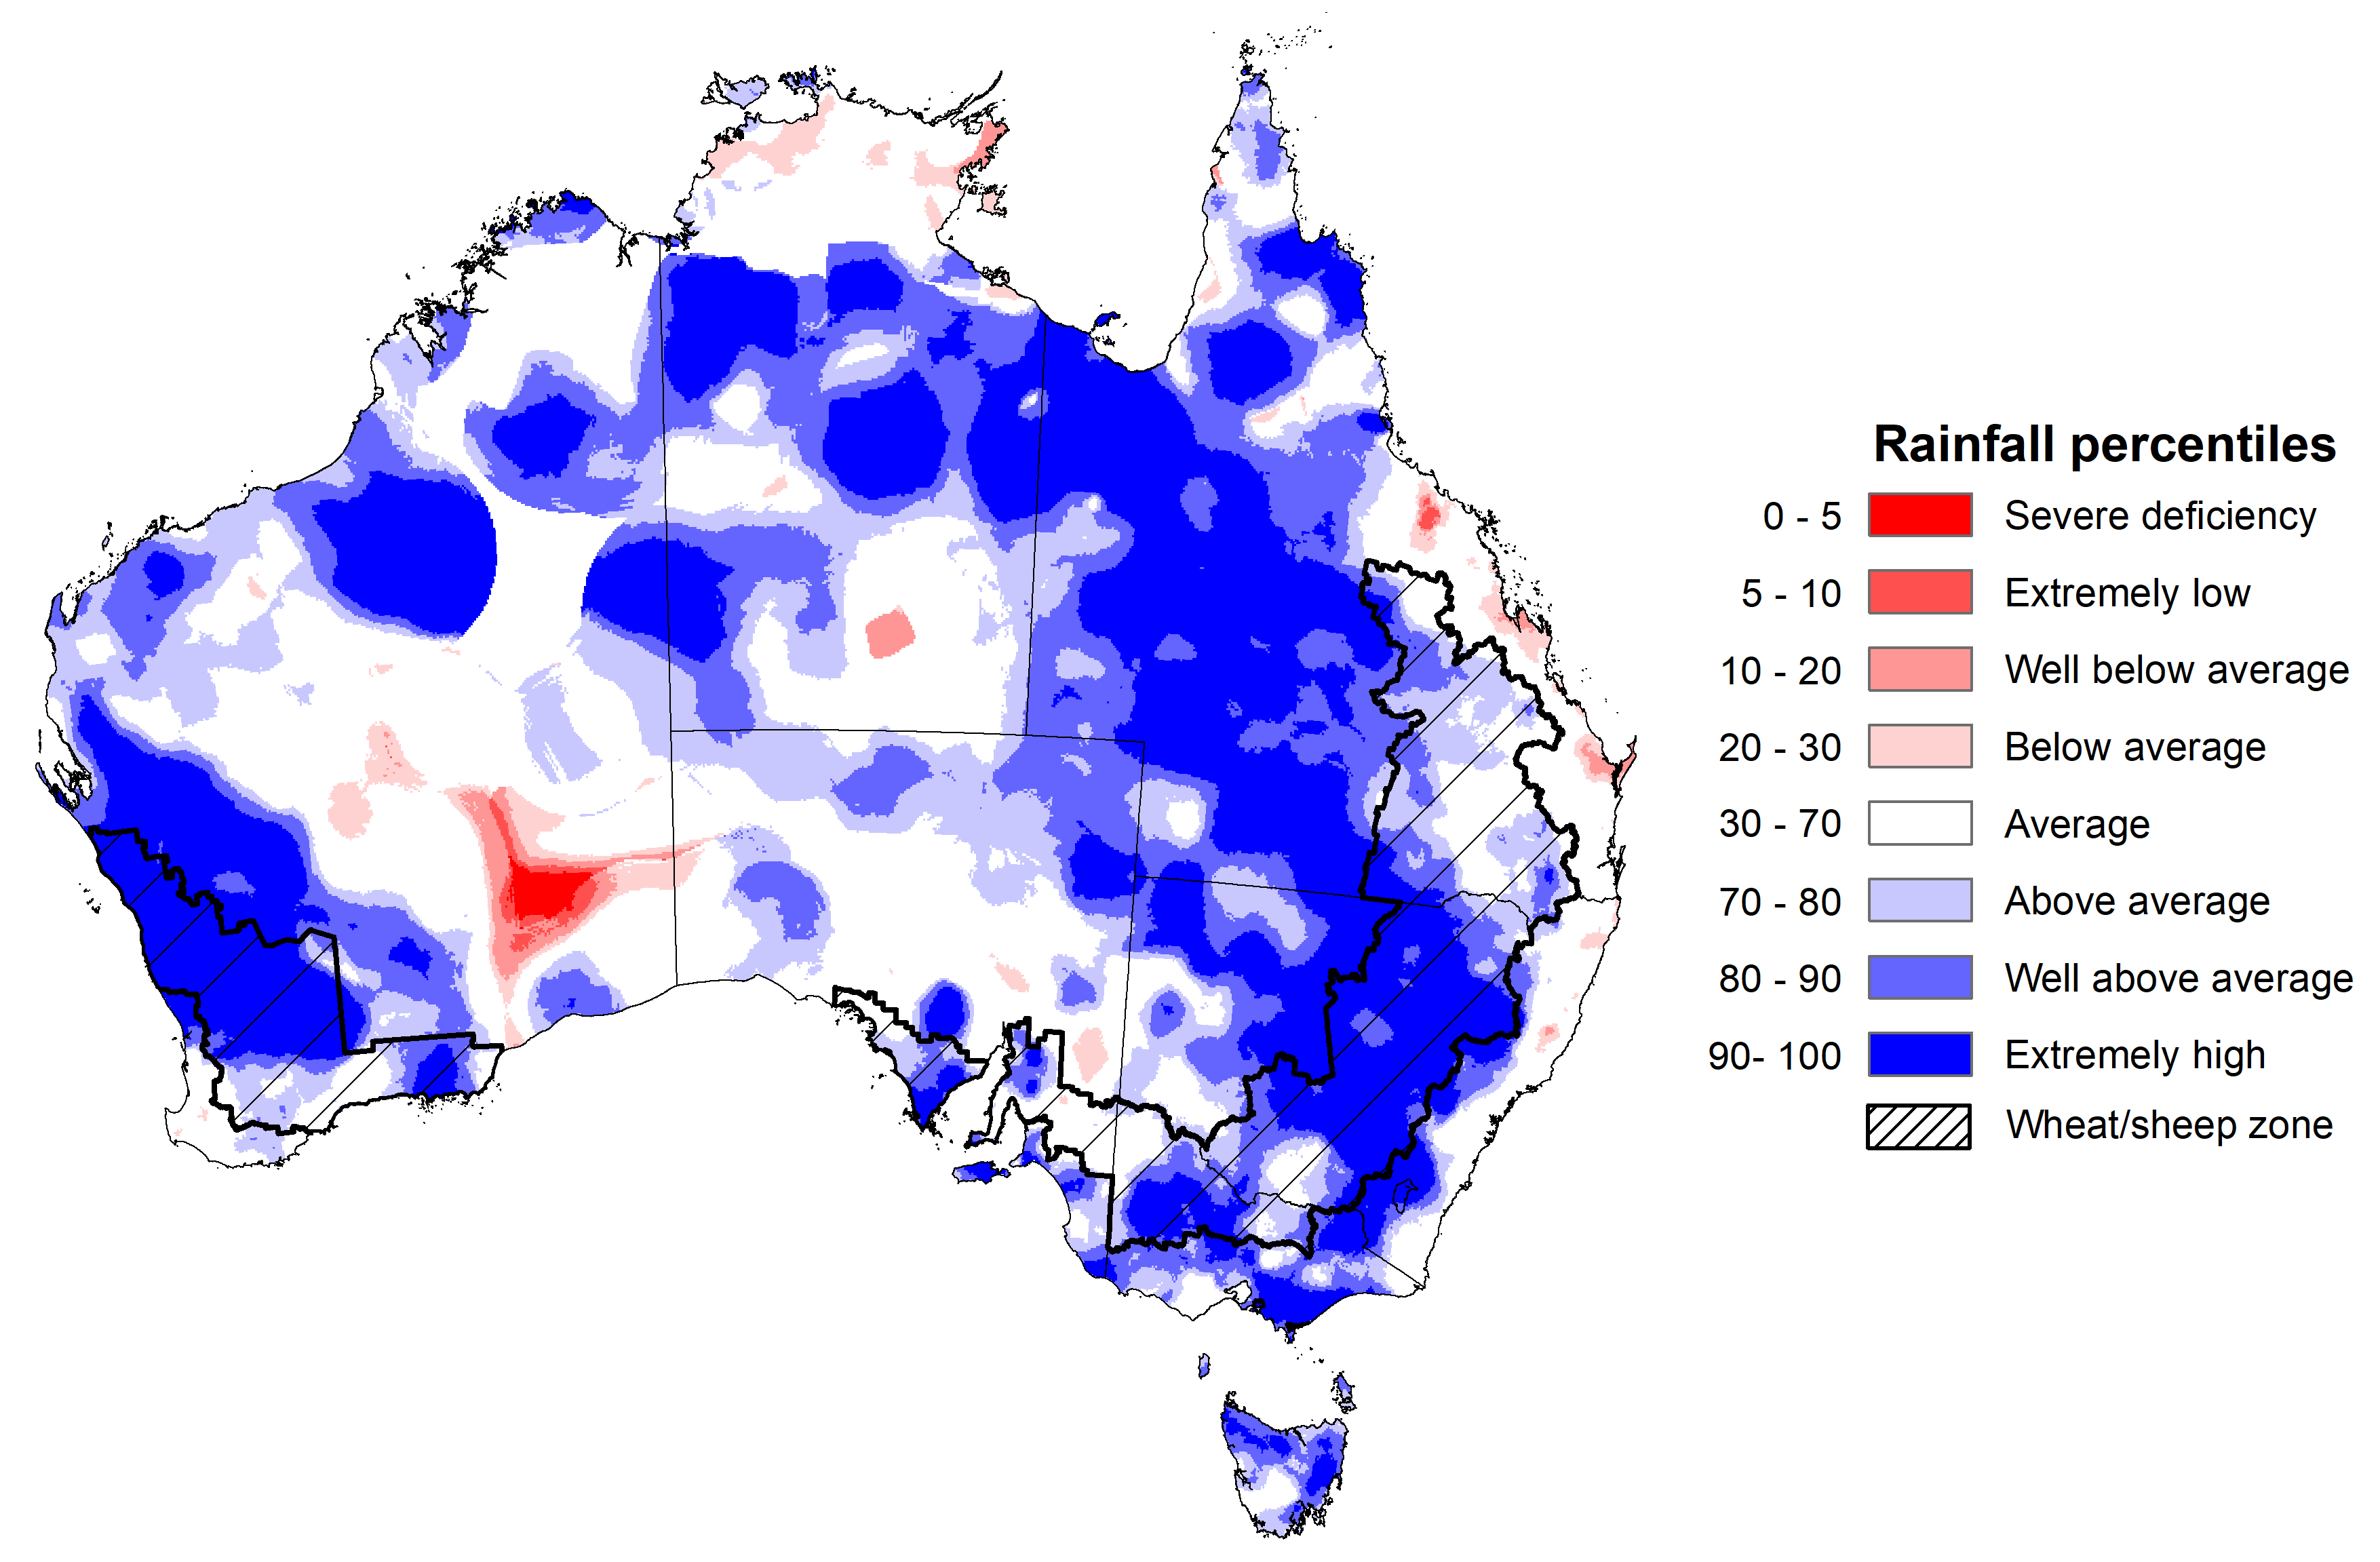 Rainfall percentiles
0 - 5 Severe deficiency
5 - 10 Extremely low
10 - 20 Well below average
20 - 30 Below average
30 - 70 Average
70 - 80 Above average
80 - 90 Well above average
90- 100 Extremely high
Wheat/sheep zone